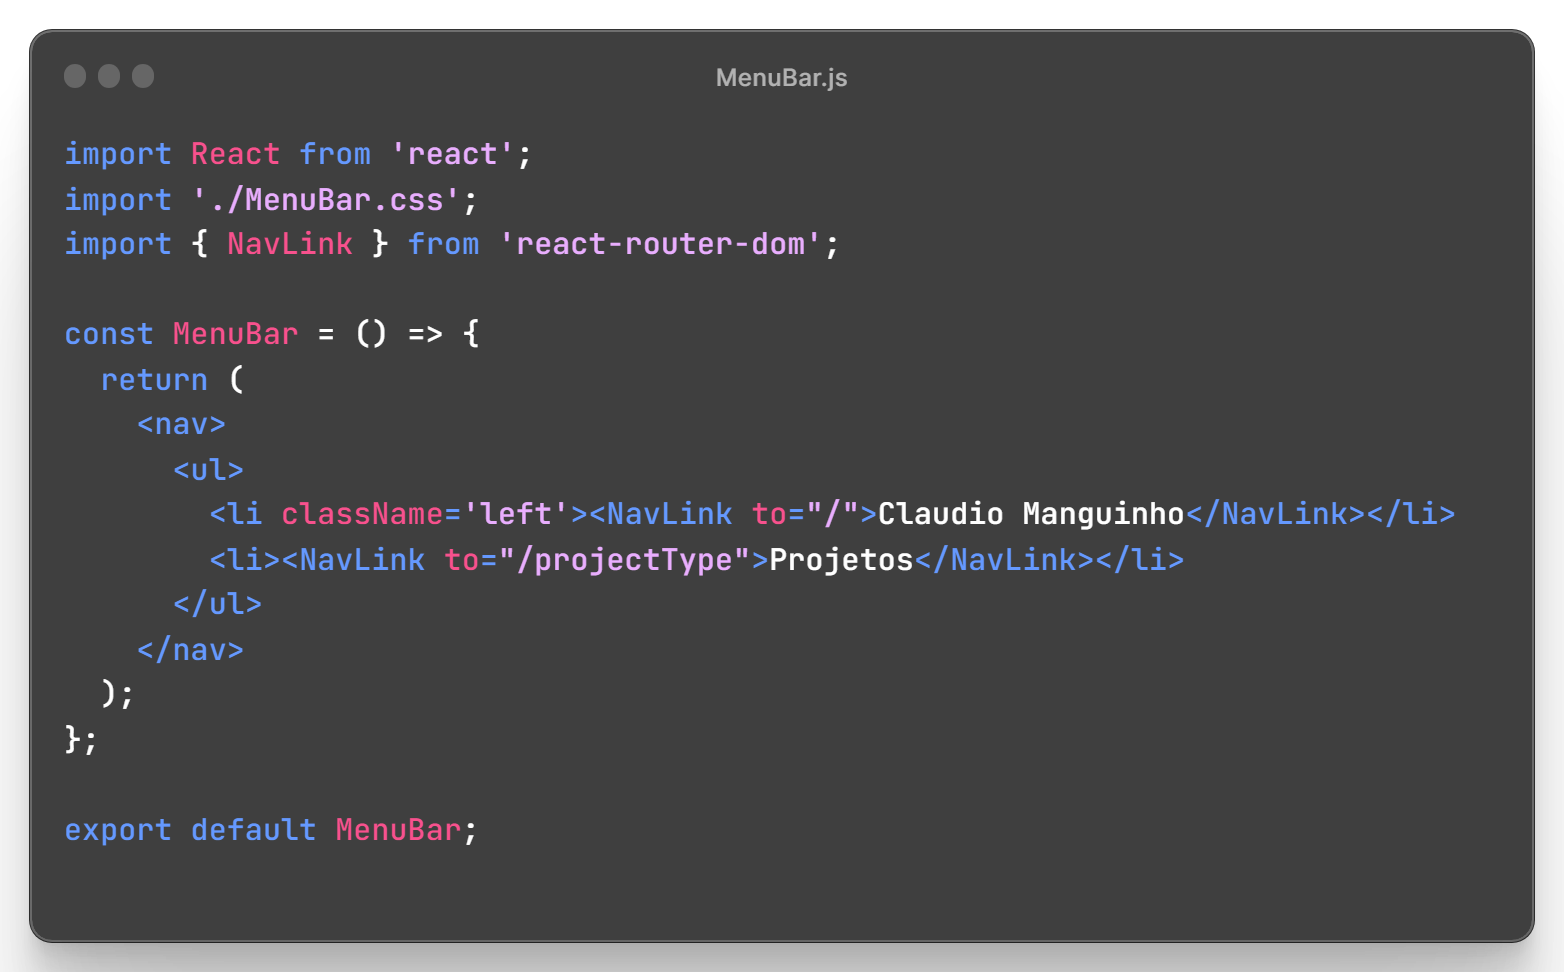 MenuBar.js
import React from 'react';
import './MenuBar.css';
import { NavLink } from 'react-router-dom';

const MenuBar = () => {
  return (
    <nav>
      <ul>
        <li className='left'><NavLink to="/">Claudio Manguinho</NavLink></li>
        <li><NavLink to="/projectType">Projetos</NavLink></li>
      </ul>
    </nav>
  );
};

export default MenuBar;